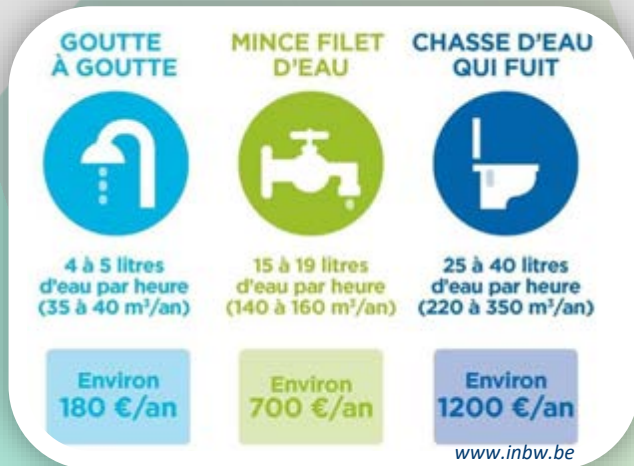 GOUTTE
À GOUTTE
4 à 5 litres
d'eau par heure
(35 à 40 m³/an)
Environ
180 €/an
MINCE FILET
D'EAU
15 à 19 litres
d'eau par heure
(140 à 160 m³/an)
Environ
700 €/an
CHASSE D'EAU
QUI FUIT
25 à 40 litres
d'eau par heure
(220 à 350 m³/an)
Environ
1200 €/an
www.inbw.be